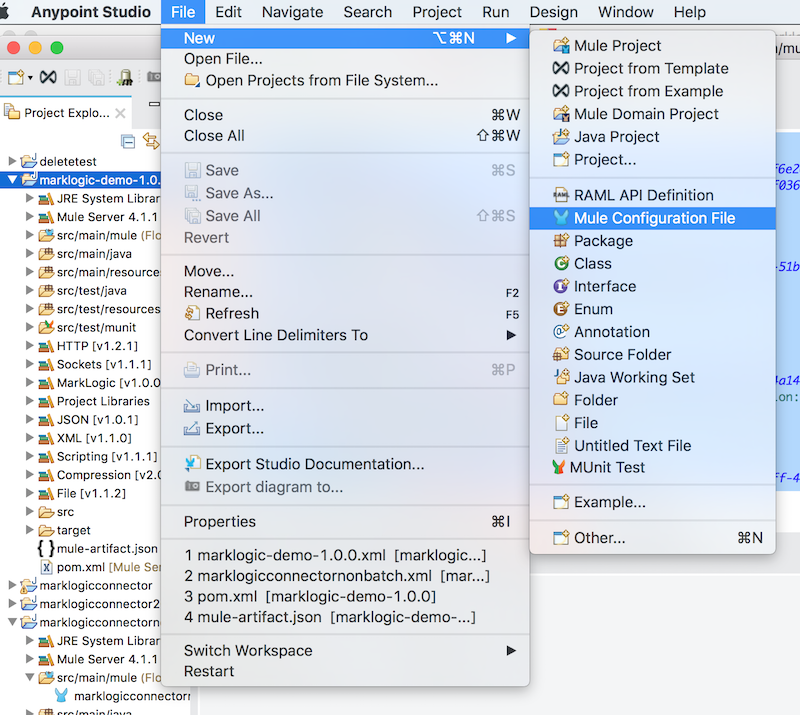 Anypoint Studio File Edit Navigate Search Project Run Design Window Help
Project Explo...
deletetest
marklogic-demo-1.0.
JRE System Librar
Mule Server 4.1.1
src/main/mule (Flo
src/main/java
src/main/resource
src/test/java
src/test/resources
src/test/munit
HTTP [v1.2.1]
Sockets [v1.1.1]
MarkLogic [v1.0.0
Project Libraries
JSON [v1.0.1]
XML [v1.1.0]
Scripting [v1.1.1]
Compression [v2.0
File [v1.1.2]
src
target
mule-artifact.json
pom.xml [Mule Ser
marklogicconnector
marklogicconnector2
marklogicconnectorn
JRE System Librar
Mule Server 4.1.1
src/main/mule (Flo
marklogicconnectorn
src/main/java
New ⌥⌘N
Open File...
Open Projects from File System...
Close ⌘W
Close All ⇧⌘W
Save ⌘S
Save As...
Save All ⇧⌘S
Revert
Move...
Rename... F2
Refresh F5
Convert Line Delimiters To
Print... ⌘P
Import...
Export...
Export Studio Documentation...
Export diagram to...
Properties ⌘I
1 marklogic-demo-1.0.0.xml [marklogic...]
2 marklogicconnectornonbatch.xml [mar...]
3 pom.xml [marklogic-demo-1.0.0]
4 mule-artifact.json [marklogic-demo-...]
Switch Workspace
Restart
Mule Project
Project from Template
Project from Example
Mule Domain Project
Java Project
Project...
RAML API Definition
Mule Configuration File
Package
Class
Interface
Enum
Annotation
Source Folder
Java Working Set
Folder
File
Untitled Text File
MUnit Test
Example...
Other... ⌘N
/mu
f6e2
f036
-51b
4a14
on:
ff-4